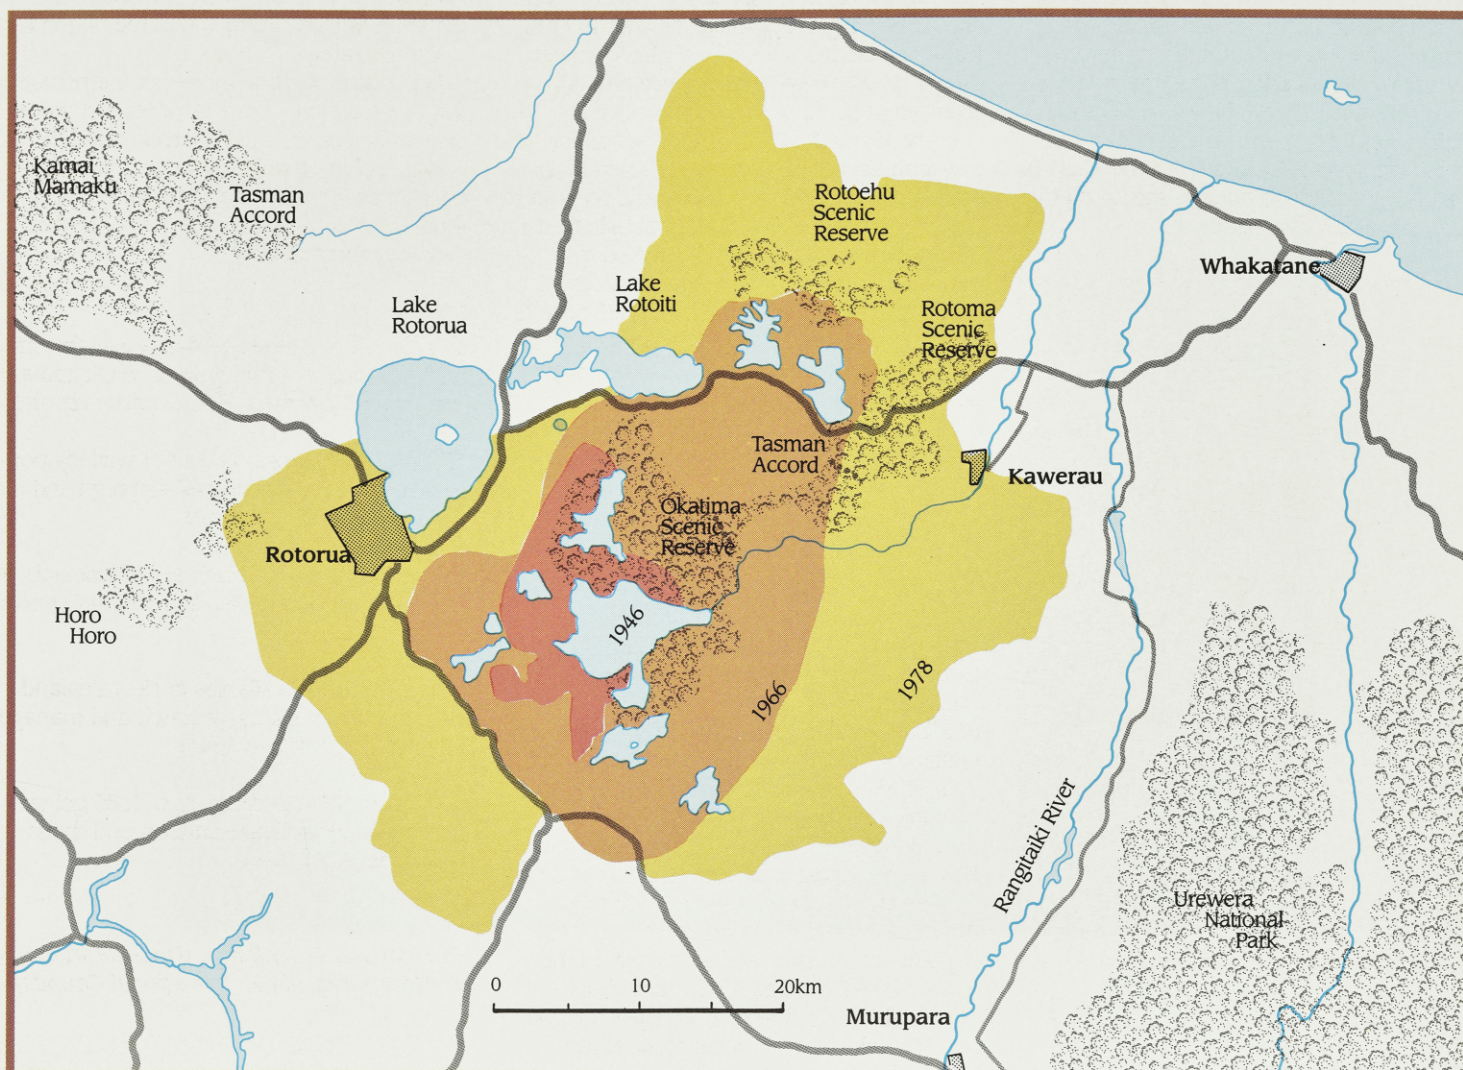 Kamai
Mamaku
Tasman
Accord
Rotoehu
Scenic
Reserve
Whakatane
Lake
Rotoiti
Lake
Rotorua
Rotoma
Scenic
Reserve
Tasman
Accord
Kawerau
Okatima
Scenic
Reserve
Rotorua
Horo
Horo
1946
1966
1978
Rangitaiki River
Urewera
National
Park
0 10 20km
Murupara